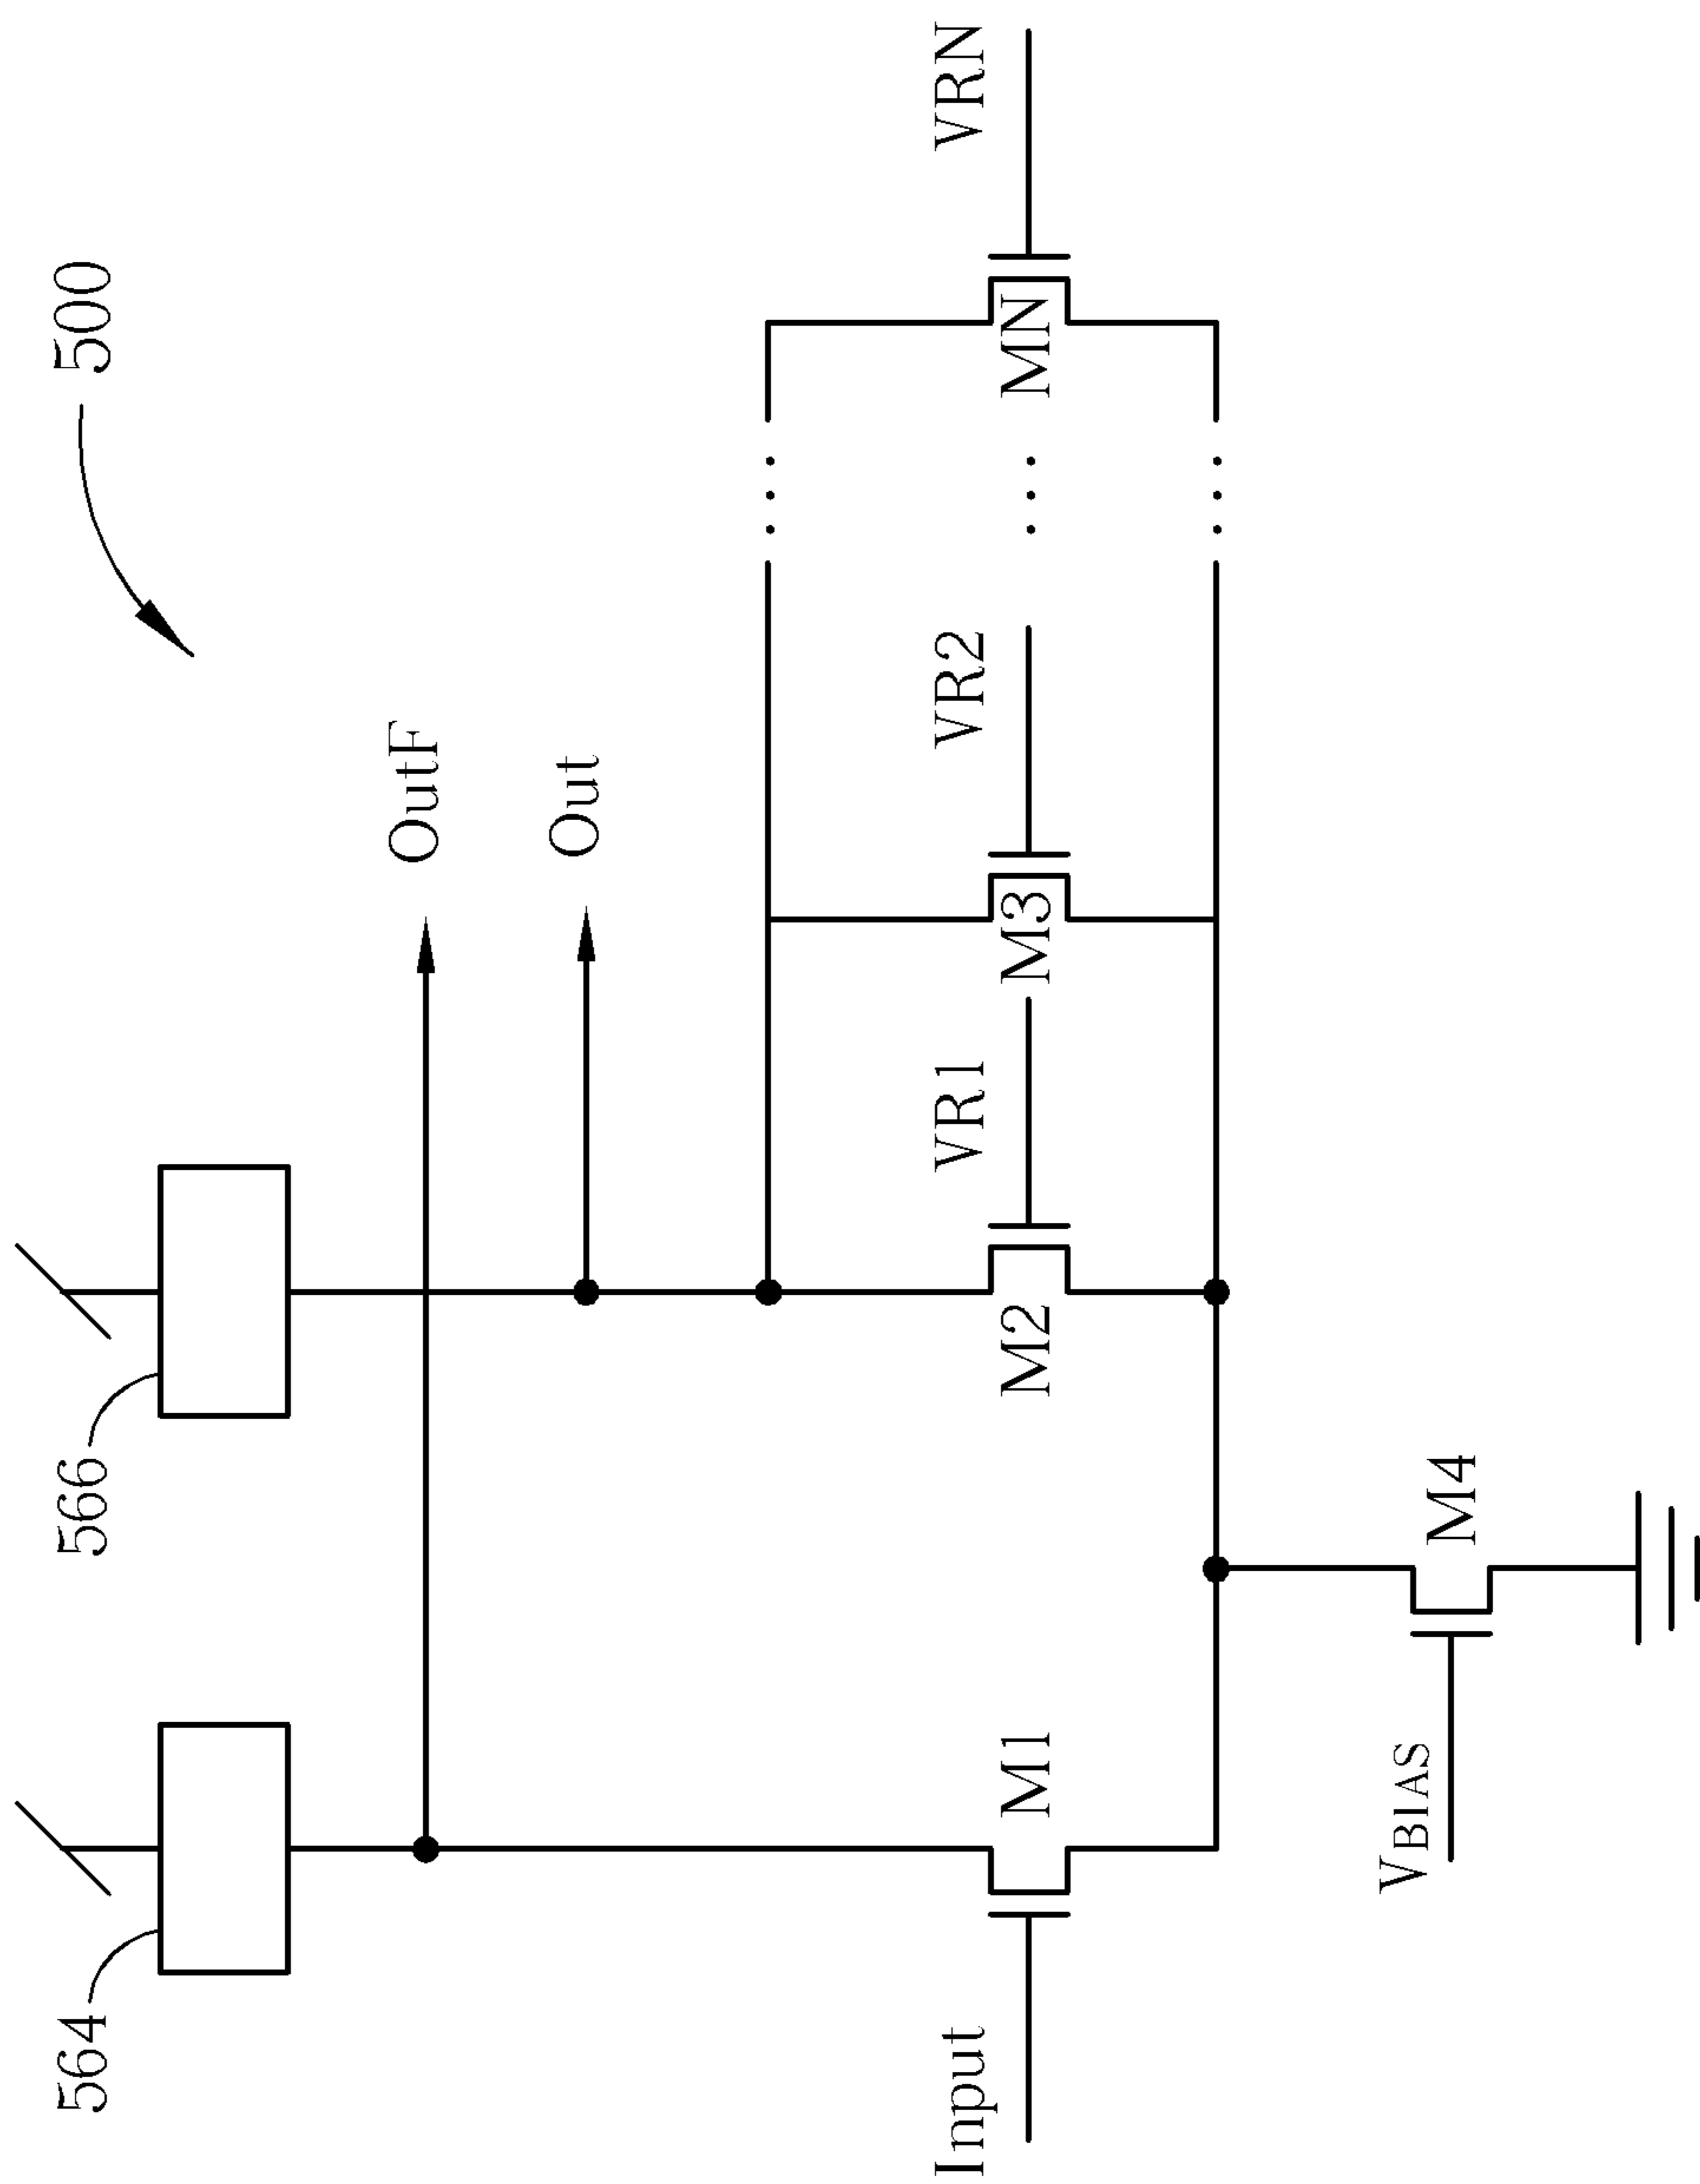 500
564
566
OutF
Out
Input
VR1
VR2
VRN
M1
M2
M3
MN
VBIAS
M4